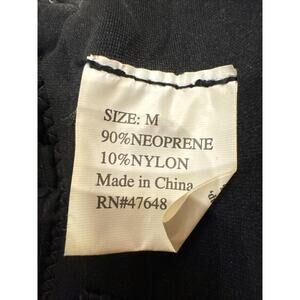 SIZE: M
90%NEOPRENE
10%NYLON
Made in China
RN#47648